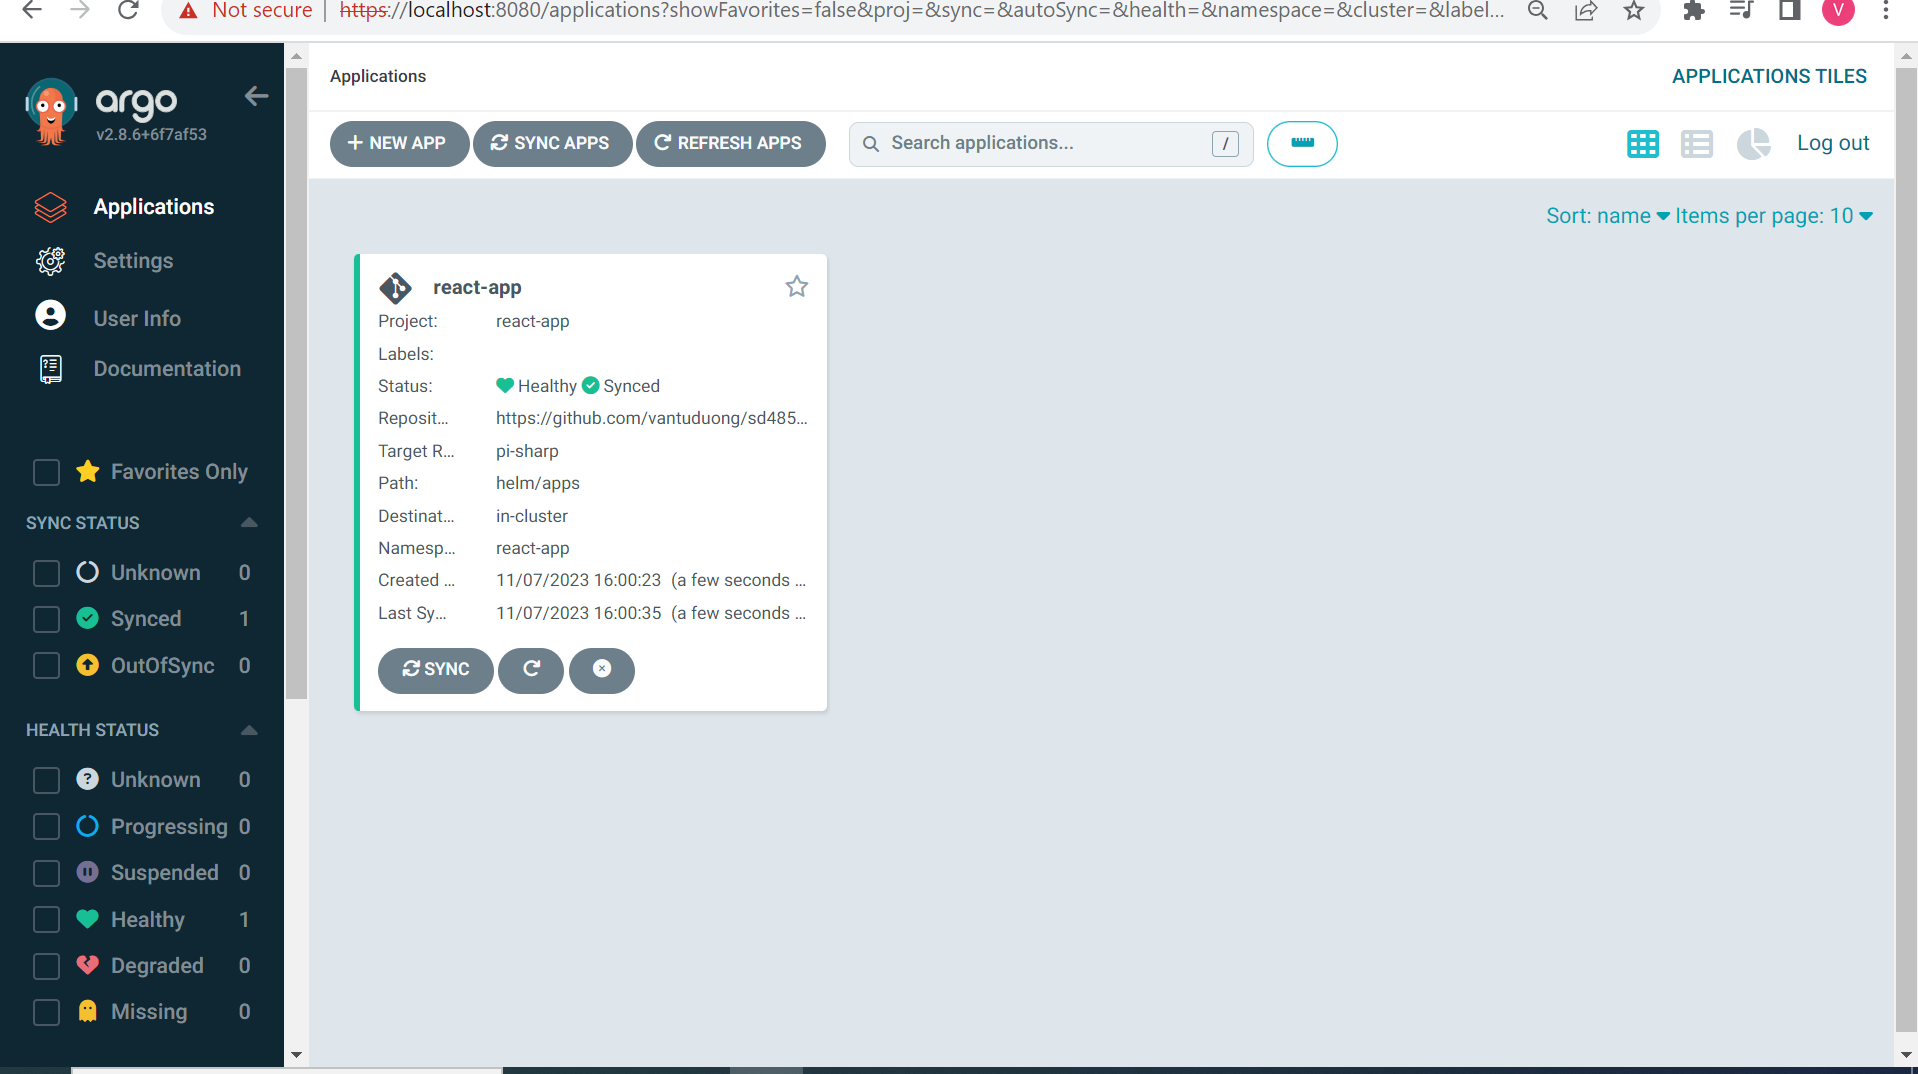 Not secure https://localhost:8080/applications?showFavorites=false&proj=&sync=&autoSync=&health=&namespace=&cluster=&label... V
argo
v2.8.6+6f7af53
Applications
Settings
User Info
Documentation
Favorites Only
SYNC STATUS
Unknown 0
Synced 1
OutOfSync 0
HEALTH STATUS
? Unknown 0
Progressing 0
Suspended 0
Healthy 1
Degraded 0
Missing 0
Applications
APPLICATIONS TILES
+ NEW APP SYNC APPS REFRESH APPS Search applications... / Log out
Sort: name Items per page: 10
react-app
Project: react-app
Labels:
Status: Healthy Synced
Reposit... https://github.com/vantuduong/sd485...
Target R... pi-sharp
Path: helm/apps
Destinat... in-cluster
Namesp... react-app
Created ... 11/07/2023 16:00:23 (a few seconds ...
Last Sy... 11/07/2023 16:00:35 (a few seconds ...
SYNC